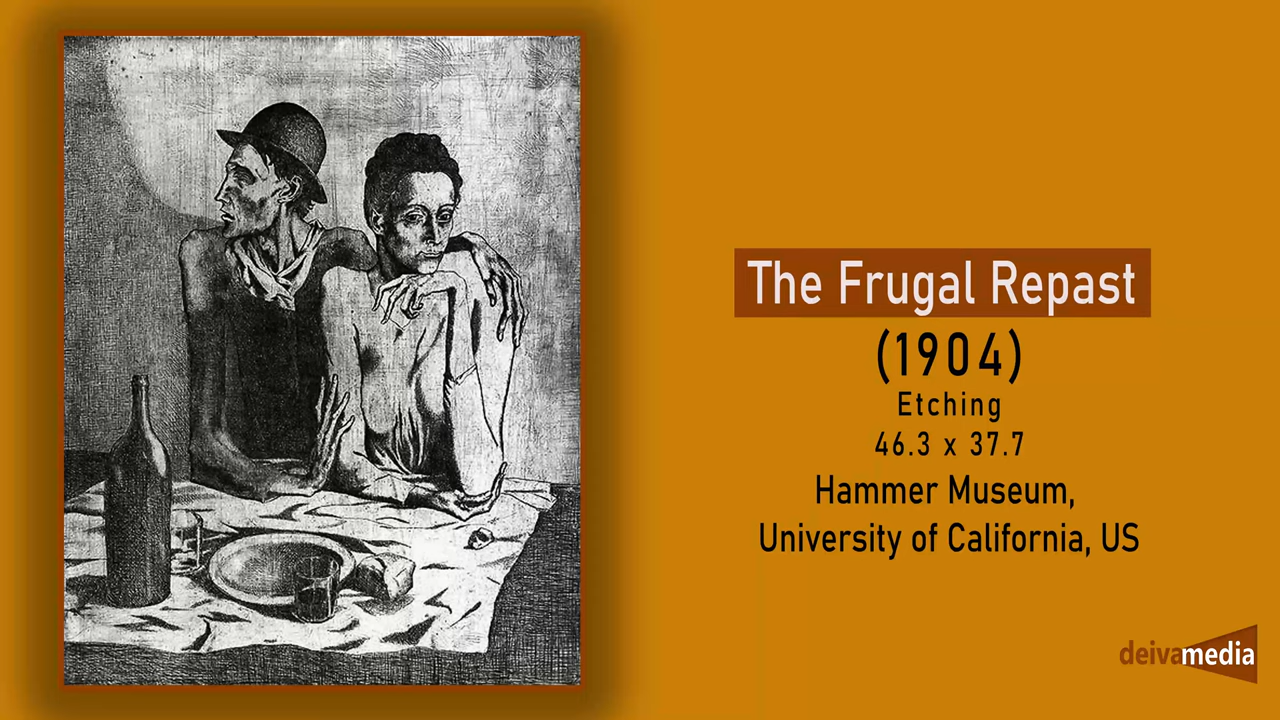 The Frugal Repast
(1904)
Etching
46.3 x 37.7
Hammer Museum,
University of California, US
deivamedia